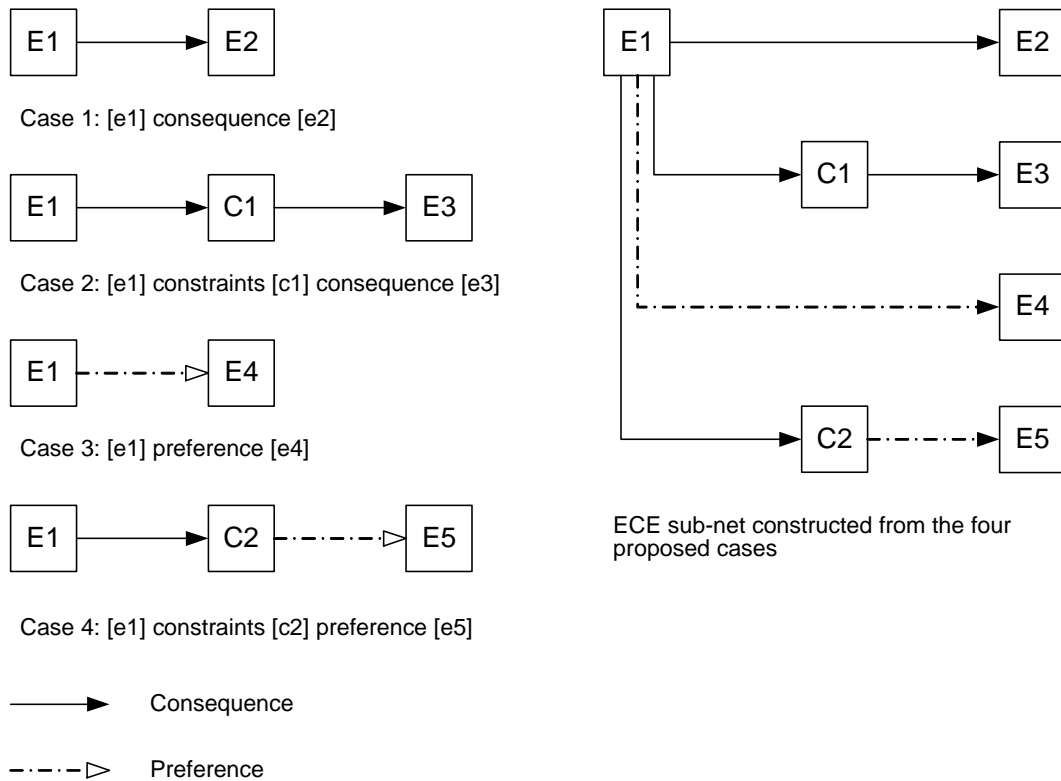 E1 E2
Case 1: [e1] consequence [e2]
E1 C1 E3
Case 2: [e1] constraints [c1] consequence [e3]
E1 E4
Case 3: [e1] preference [e4]
E1 C2 E5
Case 4: [e1] constraints [c2] preference [e5]
Consequence
Preference
E1 E2
C1 E3
E4
C2 E5
ECE sub-net constructed from the four
proposed cases